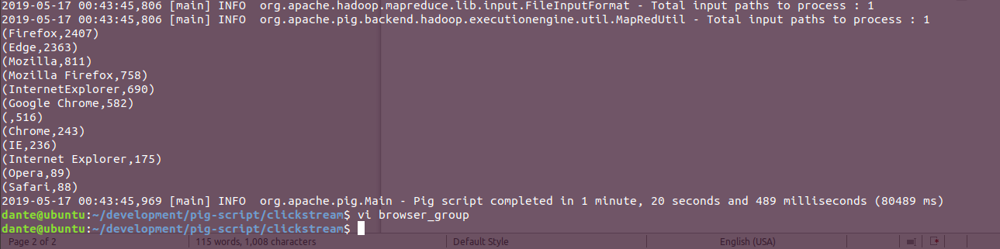 2019-05-17 00:43:45,806 [main] INFO  org.apache.hadoop.mapreduce.lib.input.FileInputFormat - Total input paths to process : 1
2019-05-17 00:43:45,806 [main] INFO  org.apache.pig.backend.hadoop.executionengine.util.MapRedUtil - Total input paths to process : 1
(Firefox,2407)
(Edge,2363)
(Mozilla,811)
(Mozilla Firefox,758)
(InternetExplorer,690)
(Google Chrome,582)
(,516)
(Chrome,243)
(IE,236)
(Internet Explorer,175)
(Opera,89)
(Safari,88)
2019-05-17 00:43:45,969 [main] INFO  org.apache.pig.Main - Pig script completed in 1 minute, 20 seconds and 489 milliseconds (80489 ms)
dante@ubuntu:~/development/pig-script/clickstream$ vi browser_group
dante@ubuntu:~/development/pig-script/clickstream$
Page 2 of 2 115 words, 1,008 characters Default Style English (USA)